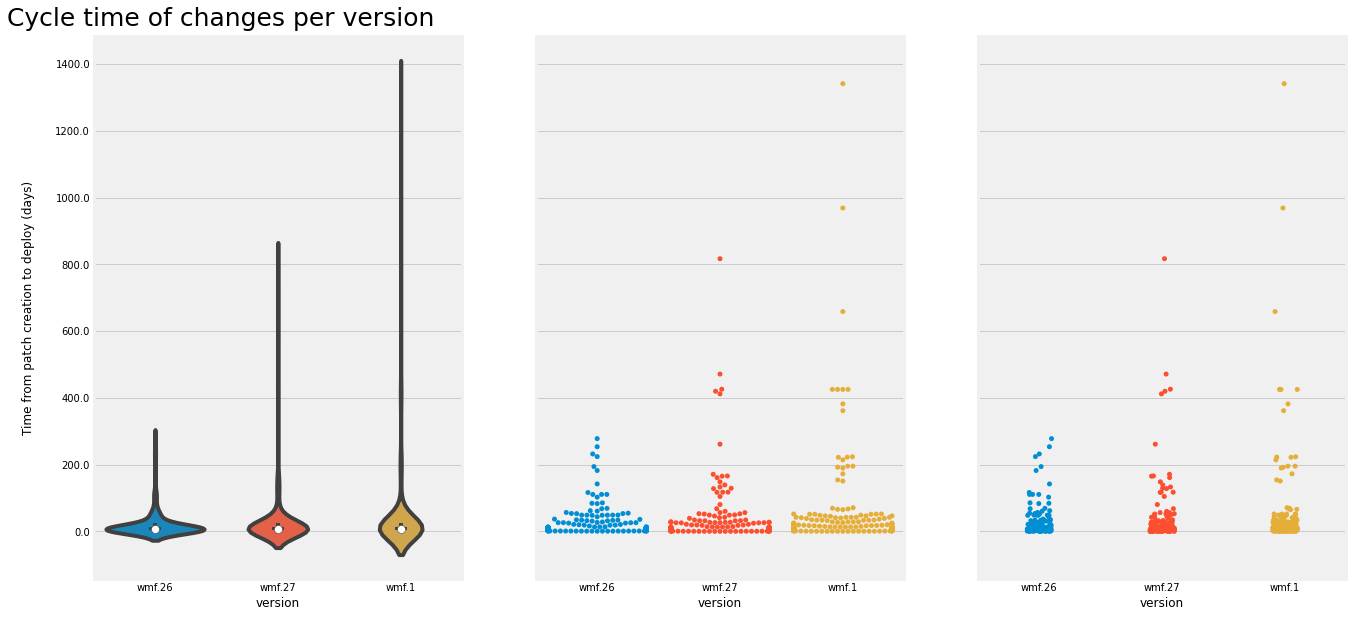 Cycle time of changes per version
Time from patch creation to deploy (days)
1400.0
1200.0
1000.0
800.0
600.0
400.0
200.0
0.0
wmf.26 wmf.27 wmf.1
version
wmf.26 wmf.27 wmf.1
version
wmf.26 wmf.27 wmf.1
version